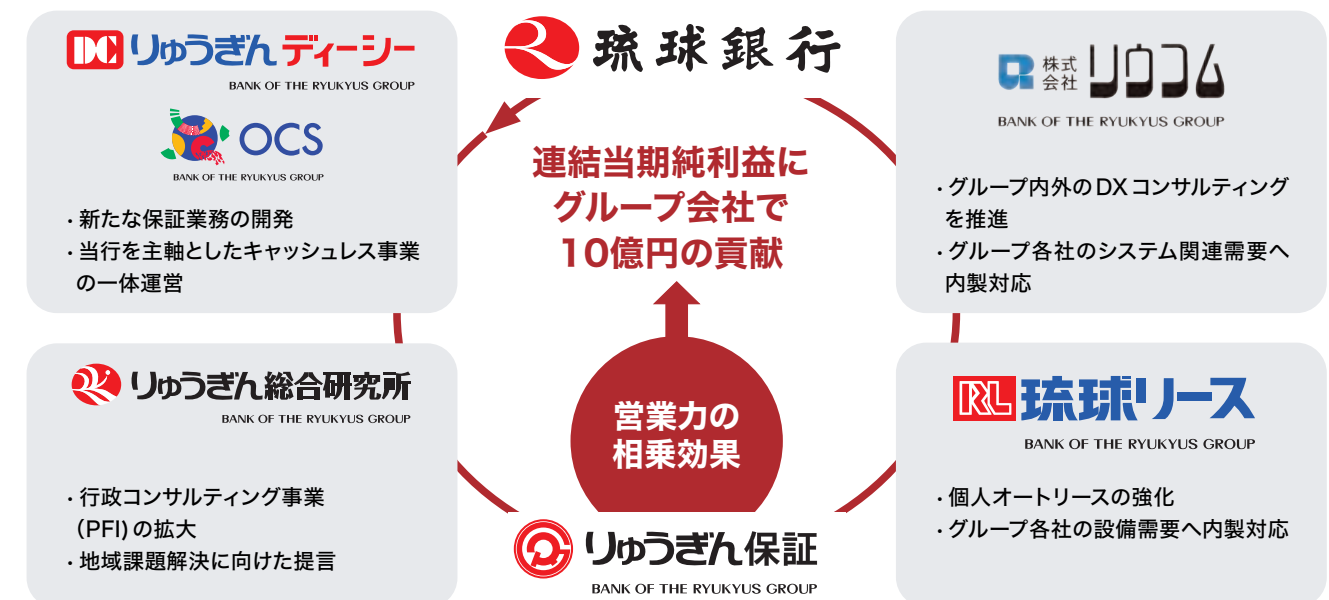 DC りゅうぎん ディーシー
BANK OF THE RYUKYUS GROUP
OCS
BANK OF THE RYUKYUS GROUP
・新たな保証業務の開発
・当行を主軸としたキャッシュレス事業
の一体運営
琉球銀行
連結当期純利益に
グループ会社で
10億円の貢献
営業力の
相乗効果
株式
会社
リウコム
BANK OF THE RYUKYUS GROUP
・グループ内外のDXコンサルティング
を推進
・グループ各社のシステム関連需要へ
内製対応
りゅうぎん総合研究所
BANK OF THE RYUKYUS GROUP
・行政コンサルティング事業
（PFI）の拡大
・地域課題解決に向けた提言
りゅうぎん保証
BANK OF THE RYUKYUS GROUP
RL 琉球リース
BANK OF THE RYUKYUS GROUP
・個人オートリースの強化
・グループ各社の設備需要へ内製対応